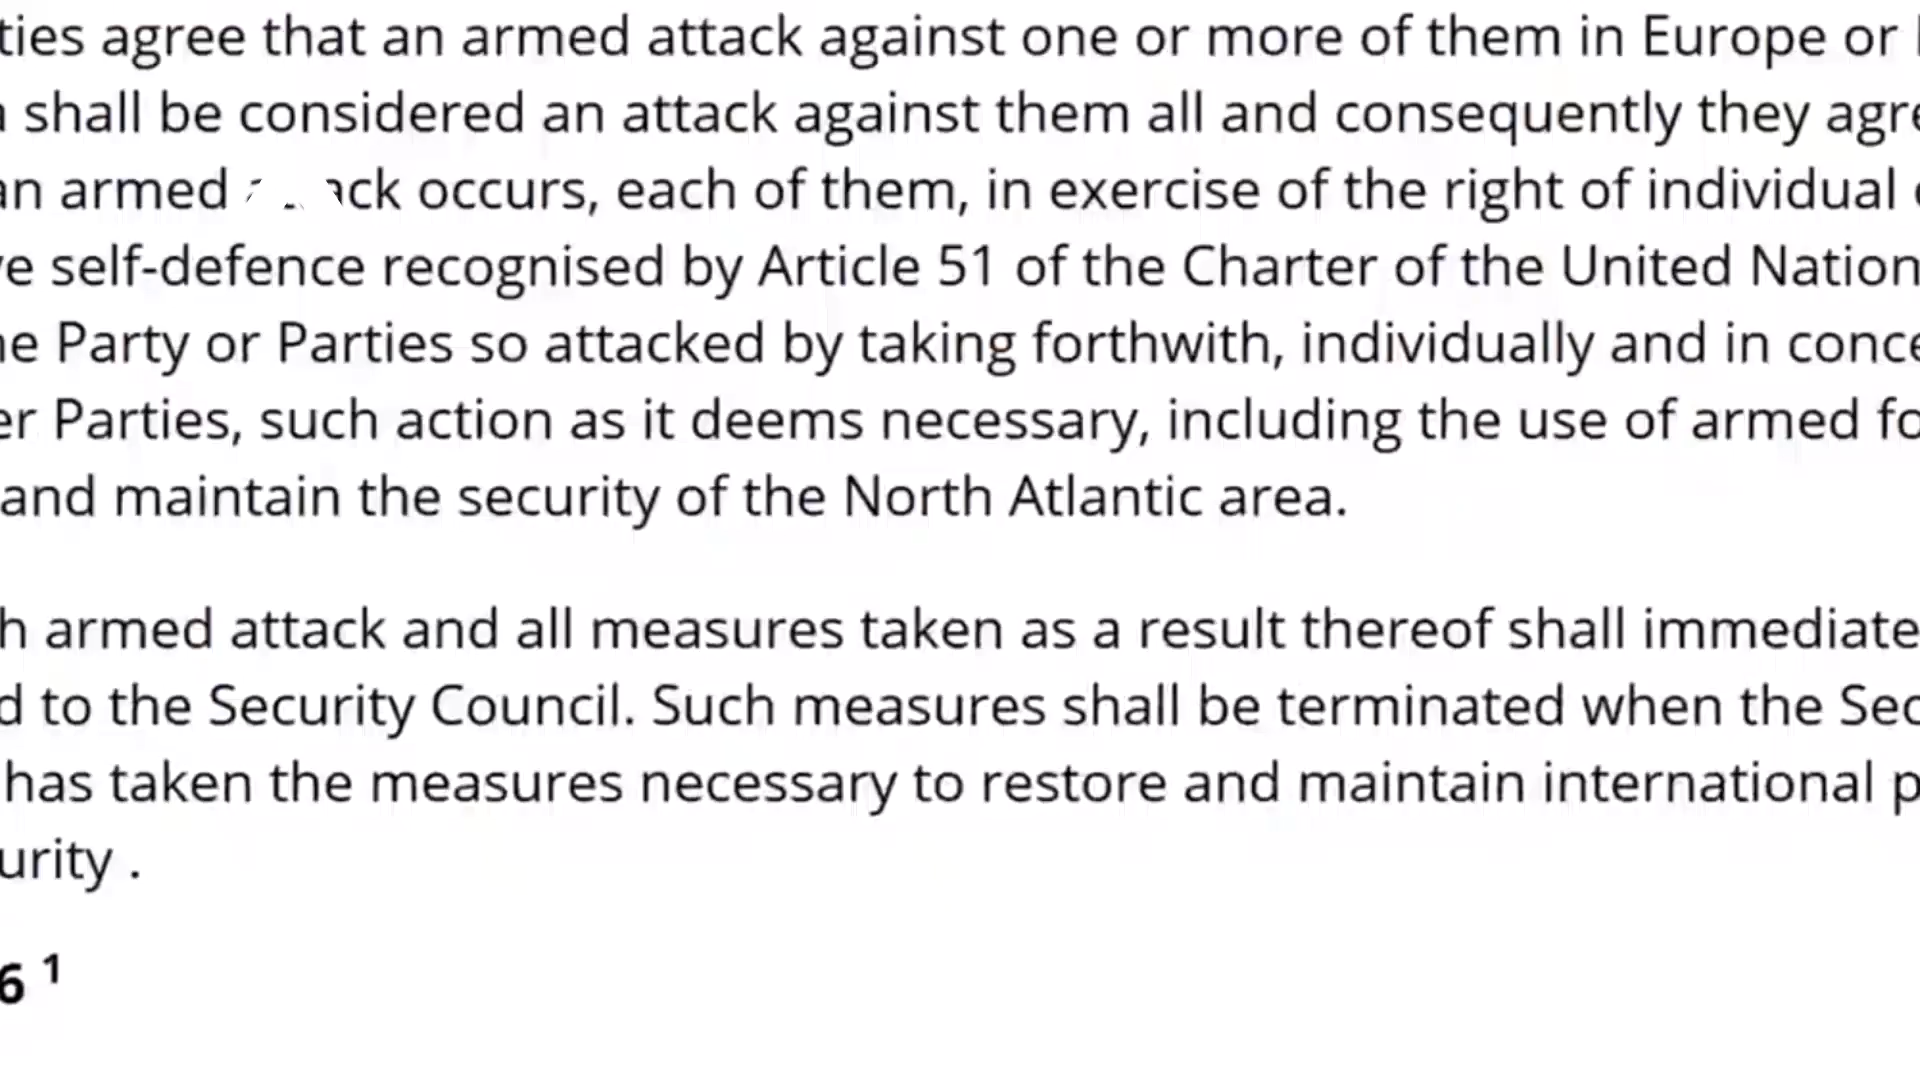 ties agree that an armed attack against one or more of them in Europe or
shall be considered an attack against them all and consequently they agre
an armed ack occurs, each of them, in exercise of the right of individual
ve self-defence recognised by Article 51 of the Charter of the United Nation
he Party or Parties so attacked by taking forthwith, individually and in conce
er Parties, such action as it deems necessary, including the use of armed fo
and maintain the security of the North Atlantic area.
h armed attack and all measures taken as a result thereof shall immediate
d to the Security Council. Such measures shall be terminated when the Sec
has taken the measures necessary to restore and maintain international p
urity .
6 1